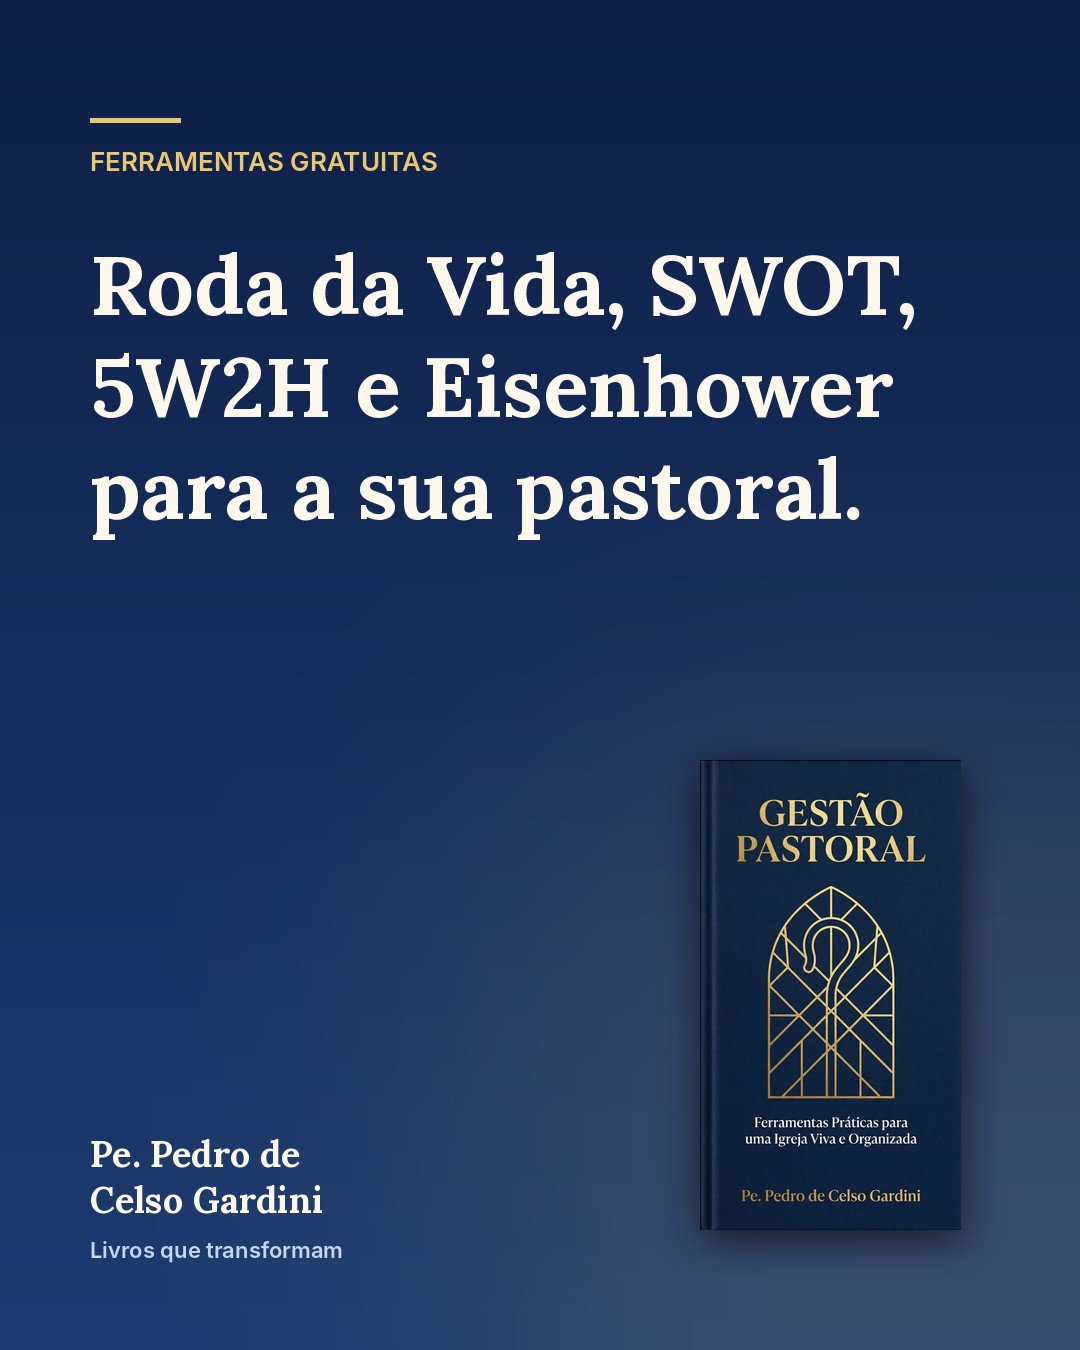 FERRAMENTAS GRATUITAS
Roda da Vida, SWOT,
5W2H e Eisenhower
para a sua pastoral.
GESTÃO
PASTORAL
Ferramentas Práticas para
uma Igreja Viva e Organizada
Pe. Pedro de Celso Gardini
Pe. Pedro de
Celso Gardini
Livros que transformam